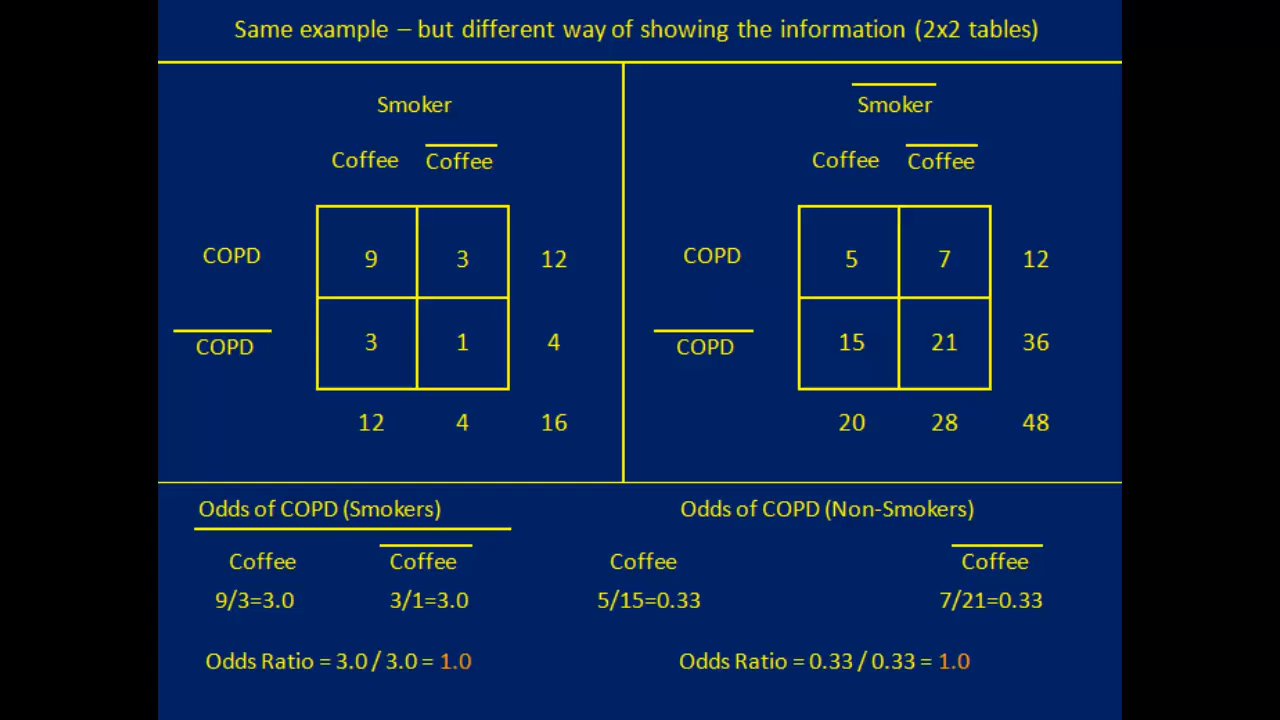 Same example – but different way of showing the information (2x2 tables)
Smoker
Coffee Coffee
COPD 9 3 12
COPD 3 1 4
12 4 16
Smoker
Coffee Coffee
COPD 5 7 12
COPD 15 21 36
20 28 48
Odds of COPD (Smokers)
Coffee Coffee
9/3=3.0 3/1=3.0
Odds Ratio = 3.0 / 3.0 = 1.0
Odds of COPD (Non-Smokers)
Coffee Coffee
5/15=0.33 7/21=0.33
Odds Ratio = 0.33 / 0.33 = 1.0